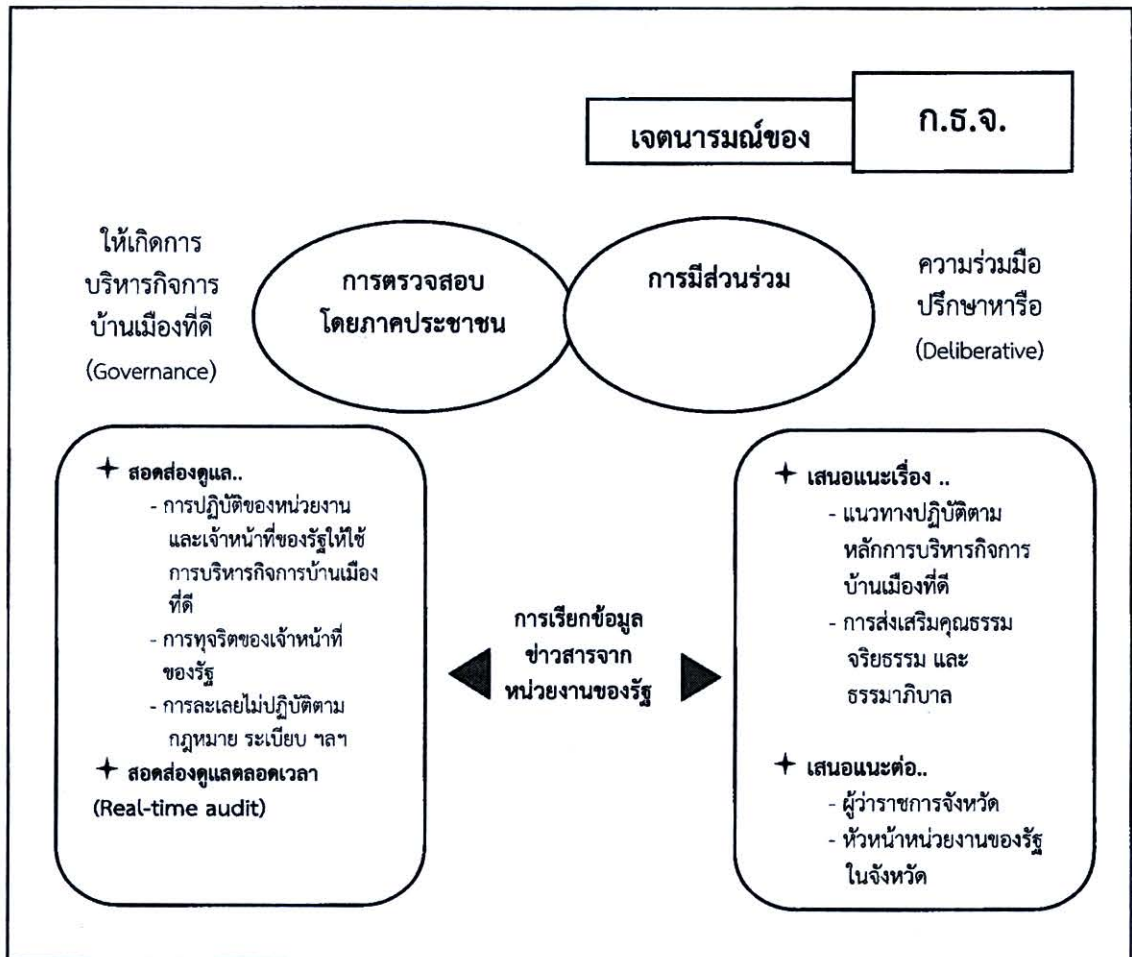 เจตนารมณ์ของ
ก.ธ.จ.
ให้เกิดการ
บริหารกิจการ
บ้านเมืองที่ดี
(Governance)
การตรวจสอบ
โดยภาคประชาชน
การมีส่วนร่วม
ความร่วมมือ
ปรึกษาหารือ
(Deliberative)
สอดส่องดูแล..
- การปฏิบัติของหน่วยงาน
และเจ้าหน้าที่ของรัฐให้ใช้
การบริหารกิจการบ้านเมือง
ที่ดี
- การทุจริตของเจ้าหน้าที่
ของรัฐ
- การละเลยไม่ปฏิบัติตาม
กฎหมาย ระเบียบ ฯลฯ
สอดส่องดูแลตลอดเวลา
(Real-time audit)
การเรียกข้อมูล
ข่าวสารจาก
หน่วยงานของรัฐ
เสนอแนะเรื่อง ..
- แนวทางปฏิบัติตาม
หลักการบริหารกิจการ
บ้านเมืองที่ดี
- การส่งเสริมคุณธรรม
จริยธรรม และ
ธรรมาภิบาล
เสนอแนะต่อ..
- ผู้ว่าราชการจังหวัด
- หัวหน้าหน่วยงานของรัฐ
ในจังหวัด